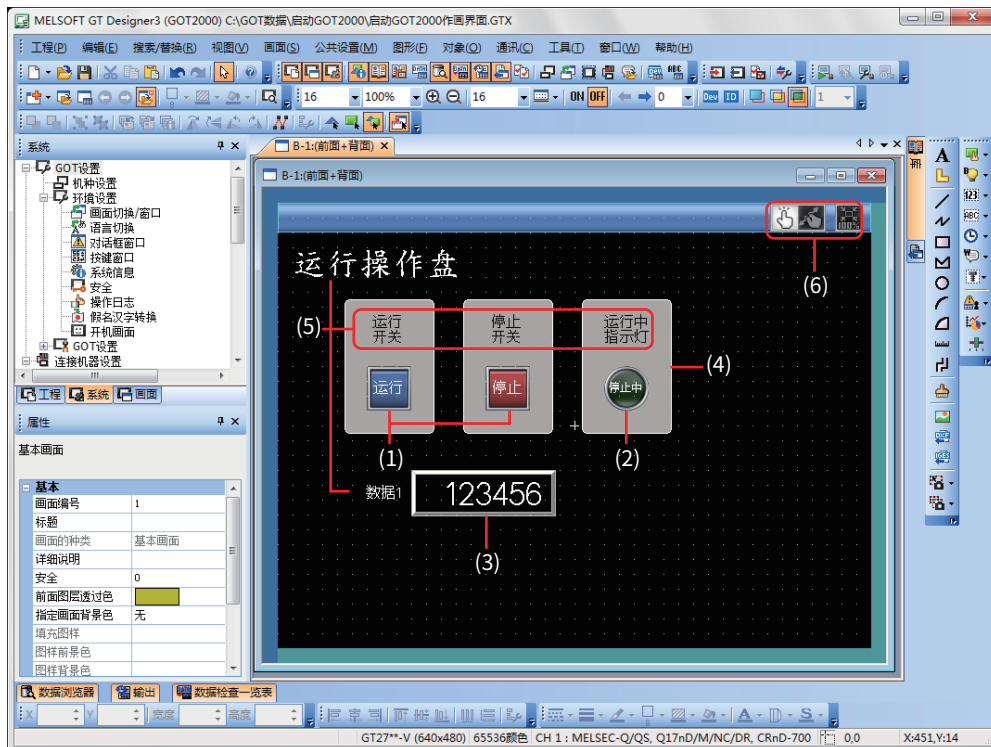 MELSOFT GT Designer3 (GOT2000) C:\GOT数据\启动GOT2000\启动GOT2000作画界面.GTX
工程(P) 编辑(E) 搜索/替换(R) 视图(V) 画面(S) 公共设置(M) 图形(F) 对象(O) 通讯(C) 工具(T) 窗口(W) 帮助(H)
16 100% 16 ON OFF 0 Dev ID 1
系统
B-1:(前面+背面)
GOT设置
机种设置
环境设置
画面切换/窗口
语言切换
对话框窗口
按键窗口
系统信息
安全
操作日志
假名汉字转换
开机画面
GOT设置
连接机器设置
工程 系统 画面
属性
基本画面
基本
画面编号 1
标题
画面的种类 基本画面
详细说明
安全 0
前面图层透过色
指定画面背景色 无
填充图样
图样前景色
图样背景色
B-1:(前面+背面)
100%
(6)
运行操作盘
(5)
运行开关
停止开关
运行中指示灯
(4)
运行
停止
停止中
(1)
(2)
数据1 123456
(3)
A
123
ABC
DXF
IGES
数据浏览器 输出 数据检查一览表
X Y 宽度 高度
GT27**-V (640x480) 65536颜色 CH 1 : MELSEC-Q/QS, Q17nD/M/NC/DR, CRnD-700 0,0 X:451,Y:14